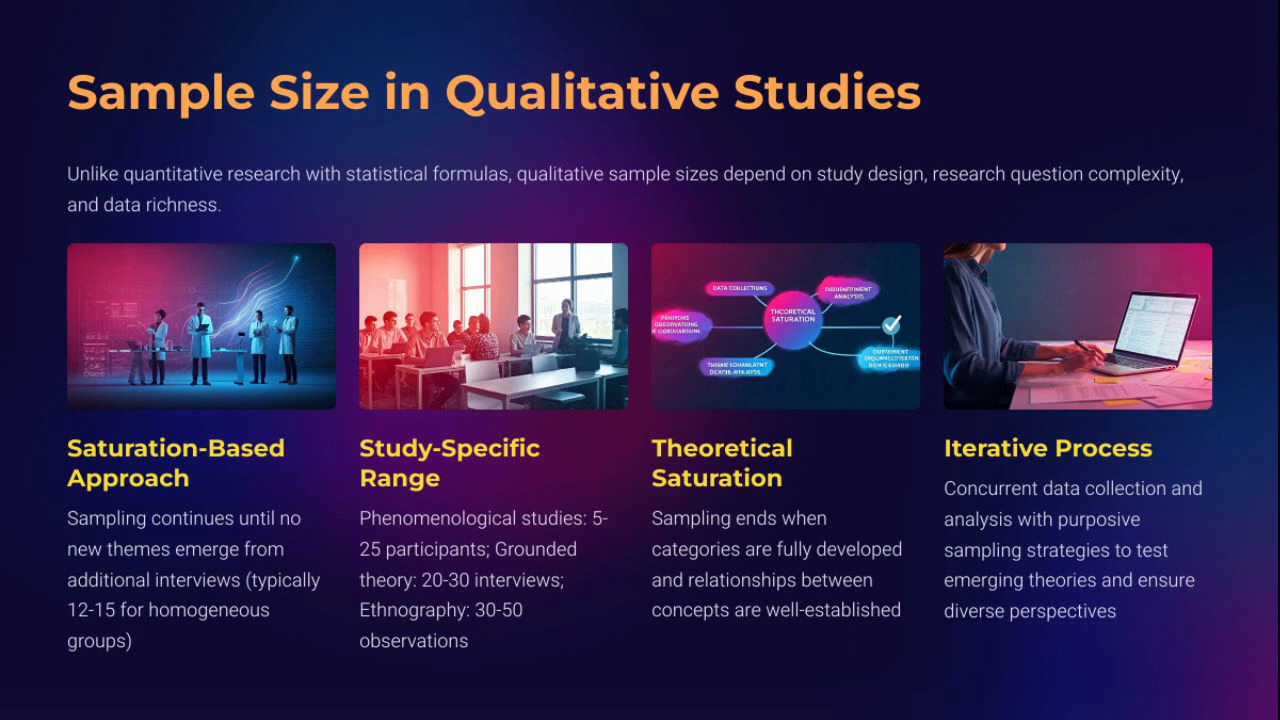 Sample Size in Qualitative Studies
Unlike quantitative research with statistical formulas, qualitative sample sizes depend on study design, research question complexity,
and data richness.
DATA COLLECTIONS
ANALYSIS
THEORETICAL
SATURATION
Saturation-Based
Approach
Sampling continues until no
new themes emerge from
additional interviews (typically
12-15 for homogeneous
groups)
Study-Specific
Range
Phenomenological studies: 5-
25 participants; Grounded
theory: 20-30 interviews;
Ethnography: 30-50
observations
Theoretical
Saturation
Sampling ends when
categories are fully developed
and relationships between
concepts are well-established
Iterative Process
Concurrent data collection and
analysis with purposive
sampling strategies to test
emerging theories and ensure
diverse perspectives